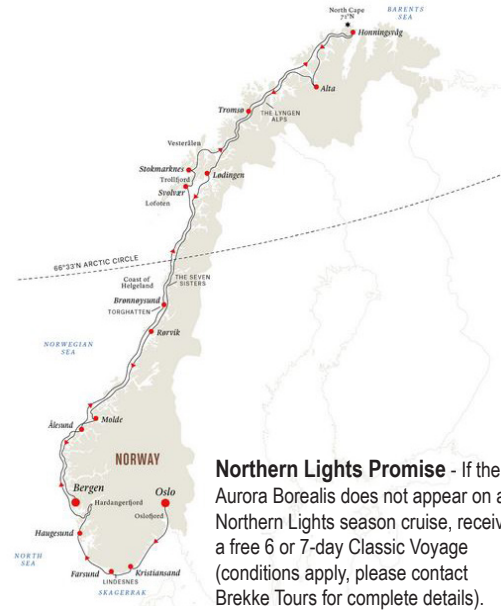 North Cape
71°N
BARENTS
SEA
Honningsvåg
Alta
Tromsø
THE LYNGEN
ALPS
Vesterålen
Stokmarknes
Trollfjord
Lødingen
Svolvær
Lofoten
66°33'N ARCTIC CIRCLE
Coast of
Helgeland
THE SEVEN
SISTERS
Brønnøysund
TORGHATTEN
Rørvik
NORWEGIAN
SEA
Molde
Ålesund
NORWAY
Bergen
Oslo
Hardangerfjord
Oslofjord
Haugesund
NORTH
SEA
Farsund
Kristiansand
LINDESNES
SKAGERRAK
Northern Lights Promise - If the
Aurora Borealis does not appear on a
Northern Lights season cruise, receiv
a free 6 or 7-day Classic Voyage
(conditions apply, please contact
Brekke Tours for complete details).